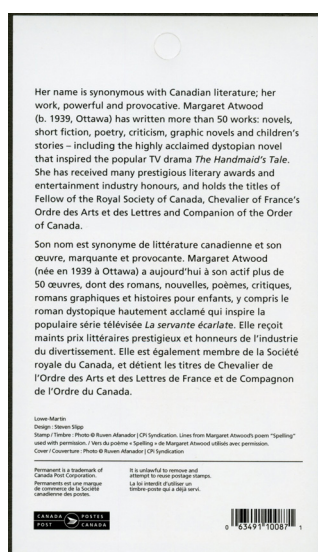 Her name is synonymous with Canadian literature; her
work, powerful and provocative. Margaret Atwood
(b. 1939, Ottawa) has written more than 50 works: novels,
short fiction, poetry, criticism, graphic novels and children's
stories – including the highly acclaimed dystopian novel
that inspired the popular TV drama The Handmaid's Tale.
She has received many prestigious literary awards and
entertainment industry honours, and holds the titles of
Fellow of the Royal Society of Canada, Chevalier of France's
Ordre des Arts et des Lettres and Companion of the Order
of Canada.
Son nom est synonyme de littérature canadienne et son
œuvre, marquante et provocante. Margaret Atwood
(née en 1939 à Ottawa) a aujourd'hui à son actif plus de
50 œuvres, dont des romans, nouvelles, poèmes, critiques,
romans graphiques et histoires pour enfants, y compris le
roman dystopique hautement acclamé qui inspire la
populaire série télévisée La servante écarlate. Elle reçoit
maints prix littéraires prestigieux et honneurs de l'industrie
du divertissement. Elle est également membre de la Société
royale du Canada, et détient les titres de Chevalier de
l'Ordre des Arts et des Lettres de France et de Compagnon
de l'Ordre du Canada.
Lowe-Martin
Design : Steven Slipp
Stamp / Timbre : Photo © Ruven Afanador | CPI Syndication. Lines from Margaret Atwood's poem "Spelling"
used with permission. / Vers du poème « Spelling » de Margaret Atwood utilisés avec permission.
Cover / Couverture : Photo © Ruven Afanador | CPI Syndication
Permanent is a trademark of
Canada Post Corporation.
Permanents est une marque
de commerce de la Société
canadienne des postes.
It is unlawful to remove and
attempt to reuse postage stamps.
La loi interdit d'utiliser un
timbre-poste qui a déjà servi.
CANADA POSTES
POST CANADA
0 63491 10087 1